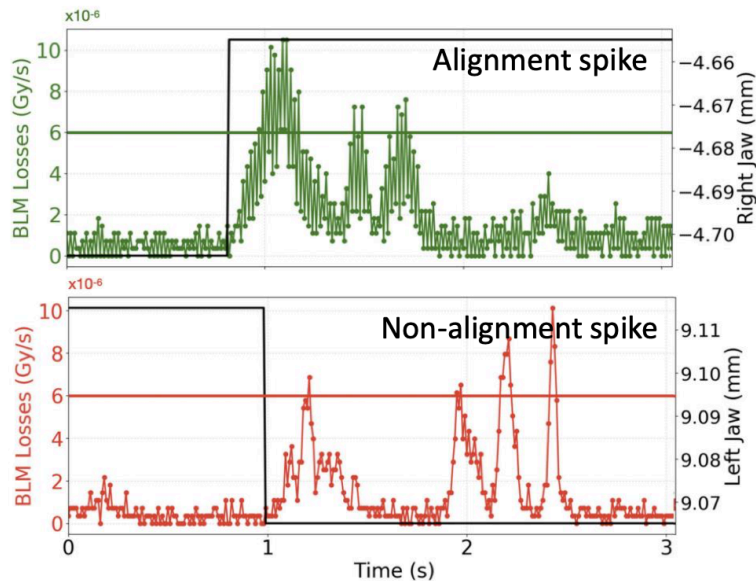 x10⁻⁶
10
8
6
4
2
0
BLM Losses (Gy/s)
Alignment spike
−4.66
−4.67
−4.68
−4.69
−4.70
Right Jaw (mm)
x10⁻⁶
10
8
6
4
2
0
BLM Losses (Gy/s)
Non-alignment spike
9.11
9.10
9.09
9.08
9.07
Left Jaw (mm)
0
1
2
3
Time (s)